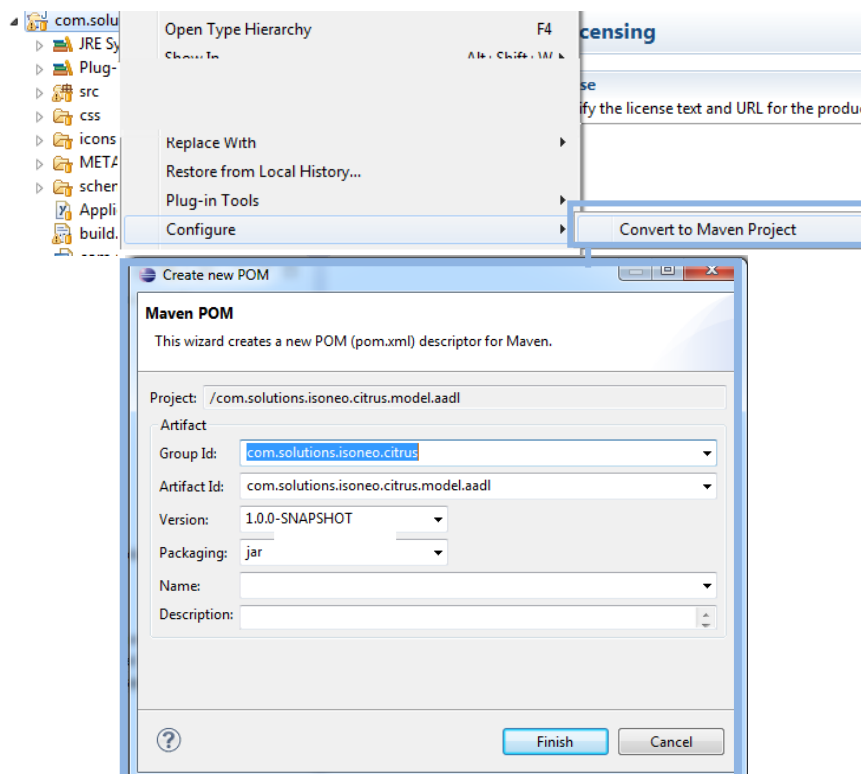 com.solu
JRE Sy
Plug-
src
css
icons
META
scher
Appli
build.
Open Type Hierarchy F4
Show In Alt+Shift+W
Replace With
Restore from Local History...
Plug-in Tools
Configure
censing
se
ify the license text and URL for the produ
Convert to Maven Project
Create new POM
Maven POM
This wizard creates a new POM (pom.xml) descriptor for Maven.
Project: /com.solutions.isoneo.citrus.model.aadl
Artifact
Group Id: com.solutions.isoneo.citrus
Artifact Id: com.solutions.isoneo.citrus.model.aadl
Version: 1.0.0-SNAPSHOT
Packaging: jar
Name:
Description:
?
Finish Cancel